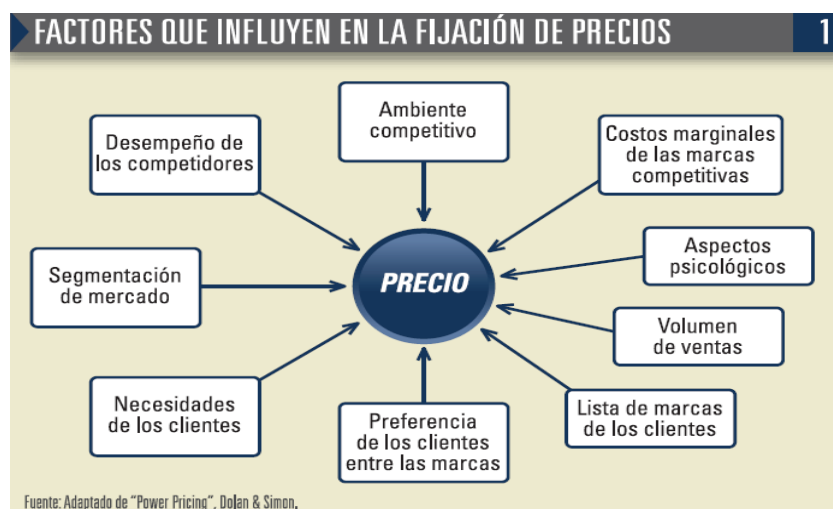 FACTORES QUE INFLUYEN EN LA FIJACIÓN DE PRECIOS
1
Ambiente
competitivo
Desempeño de
los competidores
Costos marginales
de las marcas
competitivas
Segmentación
de mercado
PRECIO
Aspectos
psicológicos
Volumen
de ventas
Necesidades
de los clientes
Preferencia
de los clientes
entre las marcas
Lista de marcas
de los clientes
Fuente: Adaptado de “Power Pricing”, Dolan & Simon.